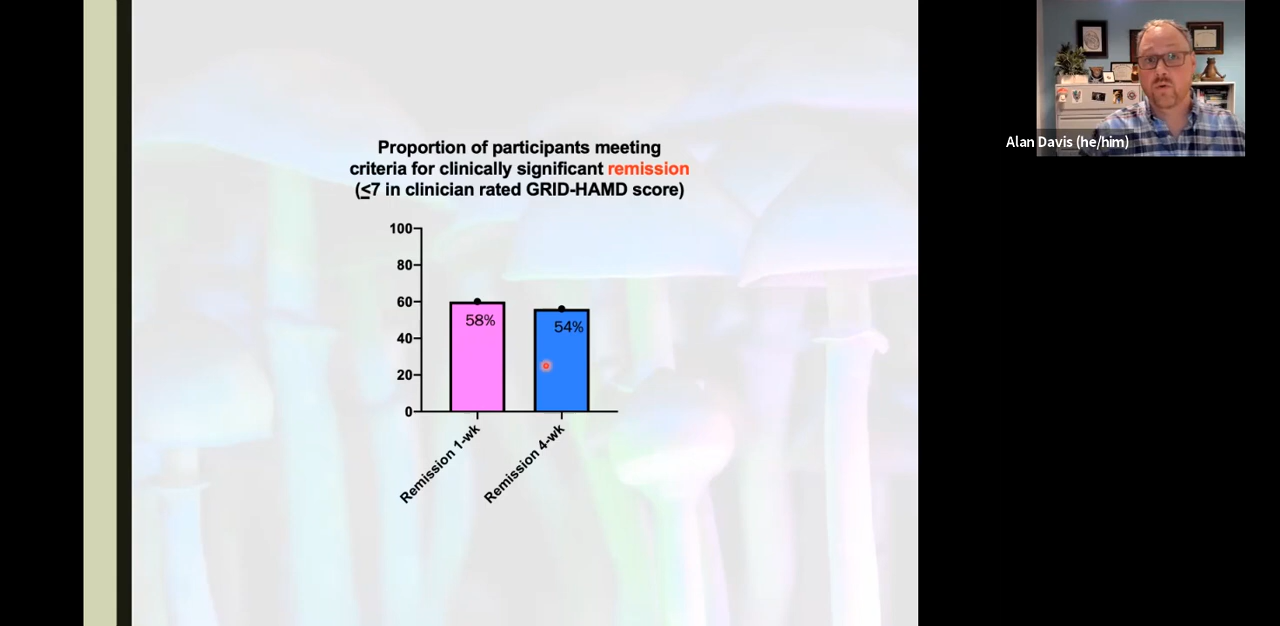 Proportion of participants meeting
criteria for clinically significant remission
(≤7 in clinician rated GRID-HAMD score)
100
80
60
40
20
0
58%
54%
Remission 1-wk
Remission 4-wk
Alan Davis (he/him)